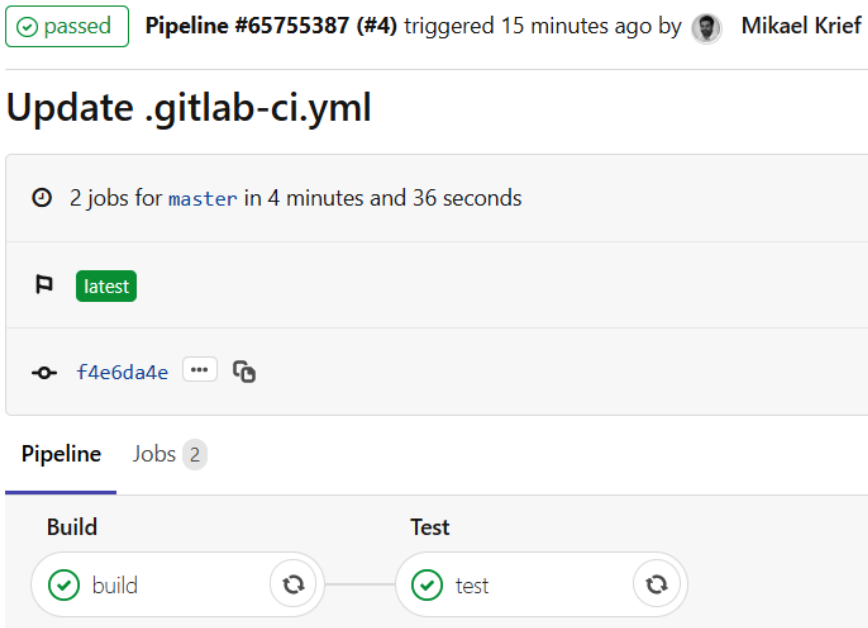 passed Pipeline #65755387 (#4) triggered 15 minutes ago by Mikael Krief
Update .gitlab-ci.yml
2 jobs for master in 4 minutes and 36 seconds
latest
f4e6da4e ...
Pipeline Jobs 2
Build Test
build test